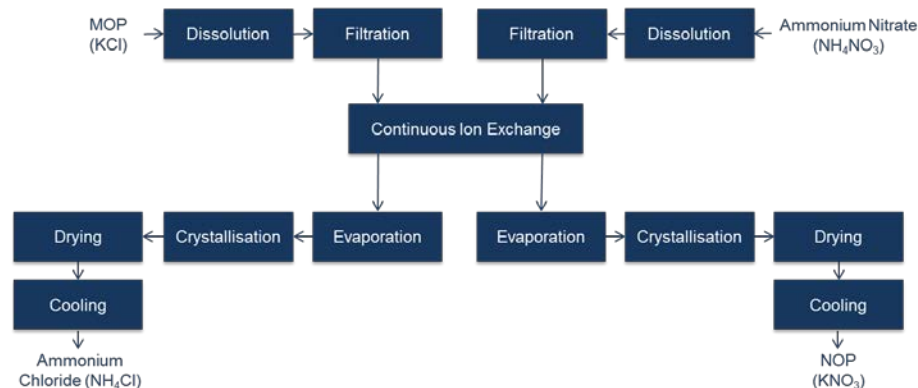 MOP
(KCl)
Dissolution
Filtration
Filtration
Dissolution
Ammonium Nitrate
(NH₄NO₃)
Continuous Ion Exchange
Drying
Crystallisation
Evaporation
Evaporation
Crystallisation
Drying
Cooling
Cooling
Ammonium
Chloride (NH₄Cl)
NOP
(KNO₃)